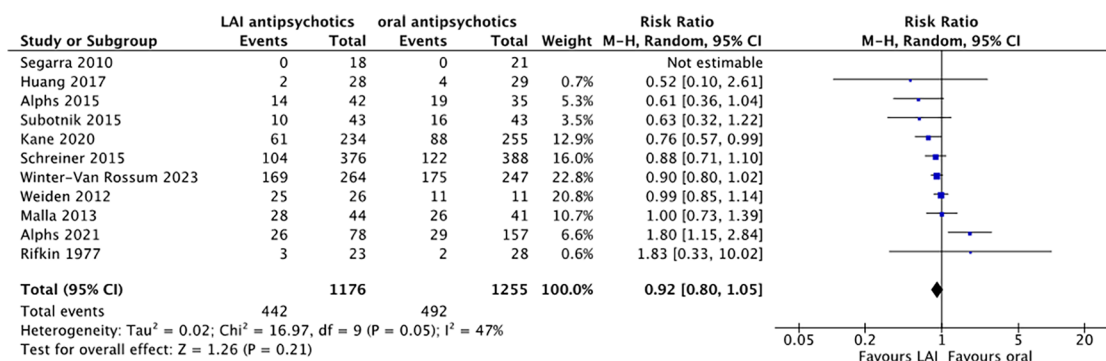 LAI antipsychotics oral antipsychotics Risk Ratio Risk Ratio
Study or Subgroup Events Total Events Total Weight M-H, Random, 95% CI M-H, Random, 95% CI
Segarra 2010 0 18 0 21 Not estimable
Huang 2017 2 28 4 29 0.7% 0.52 [0.10, 2.61]
Alphs 2015 14 42 19 35 5.3% 0.61 [0.36, 1.04]
Subotnik 2015 10 43 16 43 3.5% 0.63 [0.32, 1.22]
Kane 2020 61 234 88 255 12.9% 0.76 [0.57, 0.99]
Schreiner 2015 104 376 122 388 16.0% 0.88 [0.71, 1.10]
Winter-Van Rossum 2023 169 264 175 247 22.8% 0.90 [0.80, 1.02]
Weiden 2012 25 26 11 11 20.8% 0.99 [0.85, 1.14]
Malla 2013 28 44 26 41 10.7% 1.00 [0.73, 1.39]
Alphs 2021 26 78 29 157 6.6% 1.80 [1.15, 2.84]
Rifkin 1977 3 23 2 28 0.6% 1.83 [0.33, 10.02]
Total (95% CI) 1176 1255 100.0% 0.92 [0.80, 1.05]
Total events 442 492
Heterogeneity: Tau² = 0.02; Chi² = 16.97, df = 9 (P = 0.05); I² = 47%
Test for overall effect: Z = 1.26 (P = 0.21)
0.05 0.2 1 5 20
Favours LAI Favours oral